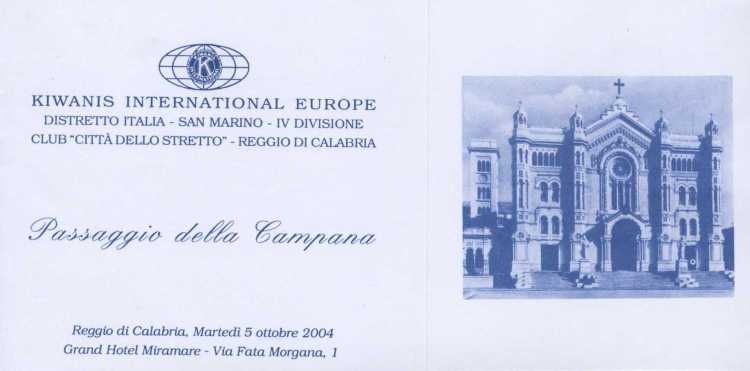 K
KIWANIS INTERNATIONAL EUROPE
DISTRETTO ITALIA - SAN MARINO - IV DIVISIONE
CLUB "CITTÀ DELLO STRETTO" - REGGIO DI CALABRIA
Passaggio della Campana
Reggio di Calabria, Martedì 5 ottobre 2004
Grand Hotel Miramare - Via Fata Morgana, 1